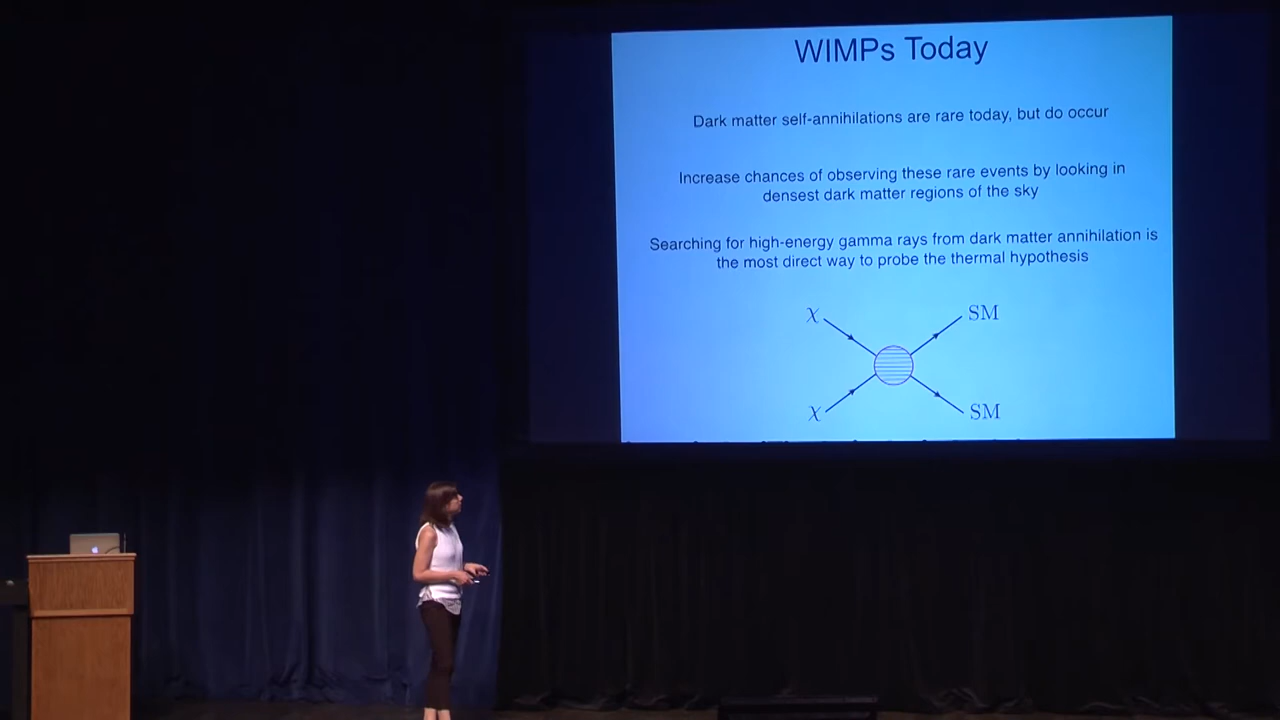 WIMPs Today
Dark matter self-annihilations are rare today, but do occur
Increase chances of observing these rare events by looking in
densest dark matter regions of the sky
Searching for high-energy gamma rays from dark matter annihilation is
the most direct way to probe the thermal hypothesis
χ SM
χ SM